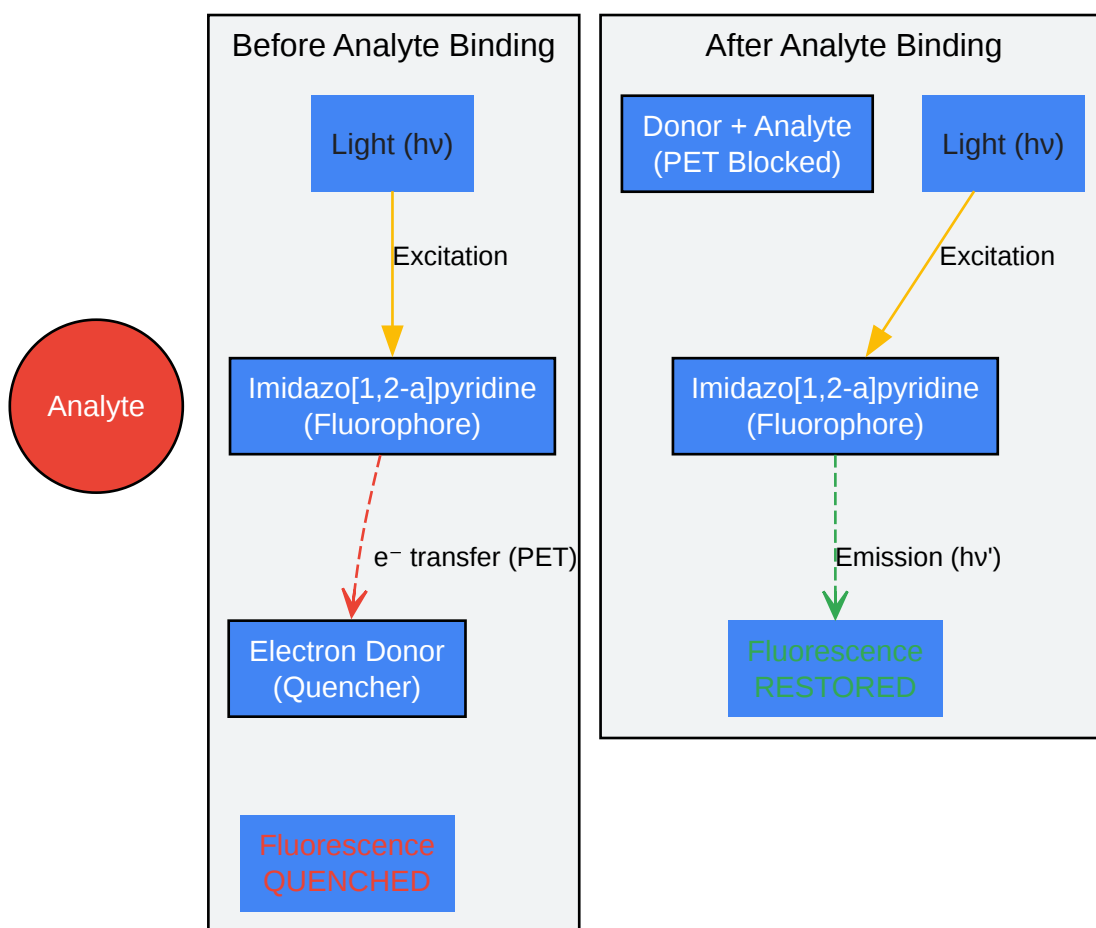 Before Analyte Binding
Light (hν)
Excitation
Analyte
Imidazo[1,2-a]pyridine
(Fluorophore)
e⁻ transfer (PET)
Electron Donor
(Quencher)
Fluorescence
QUENCHED
After Analyte Binding
Donor + Analyte
(PET Blocked)
Light (hν)
Excitation
Imidazo[1,2-a]pyridine
(Fluorophore)
Emission (hν')
Fluorescence
RESTORED